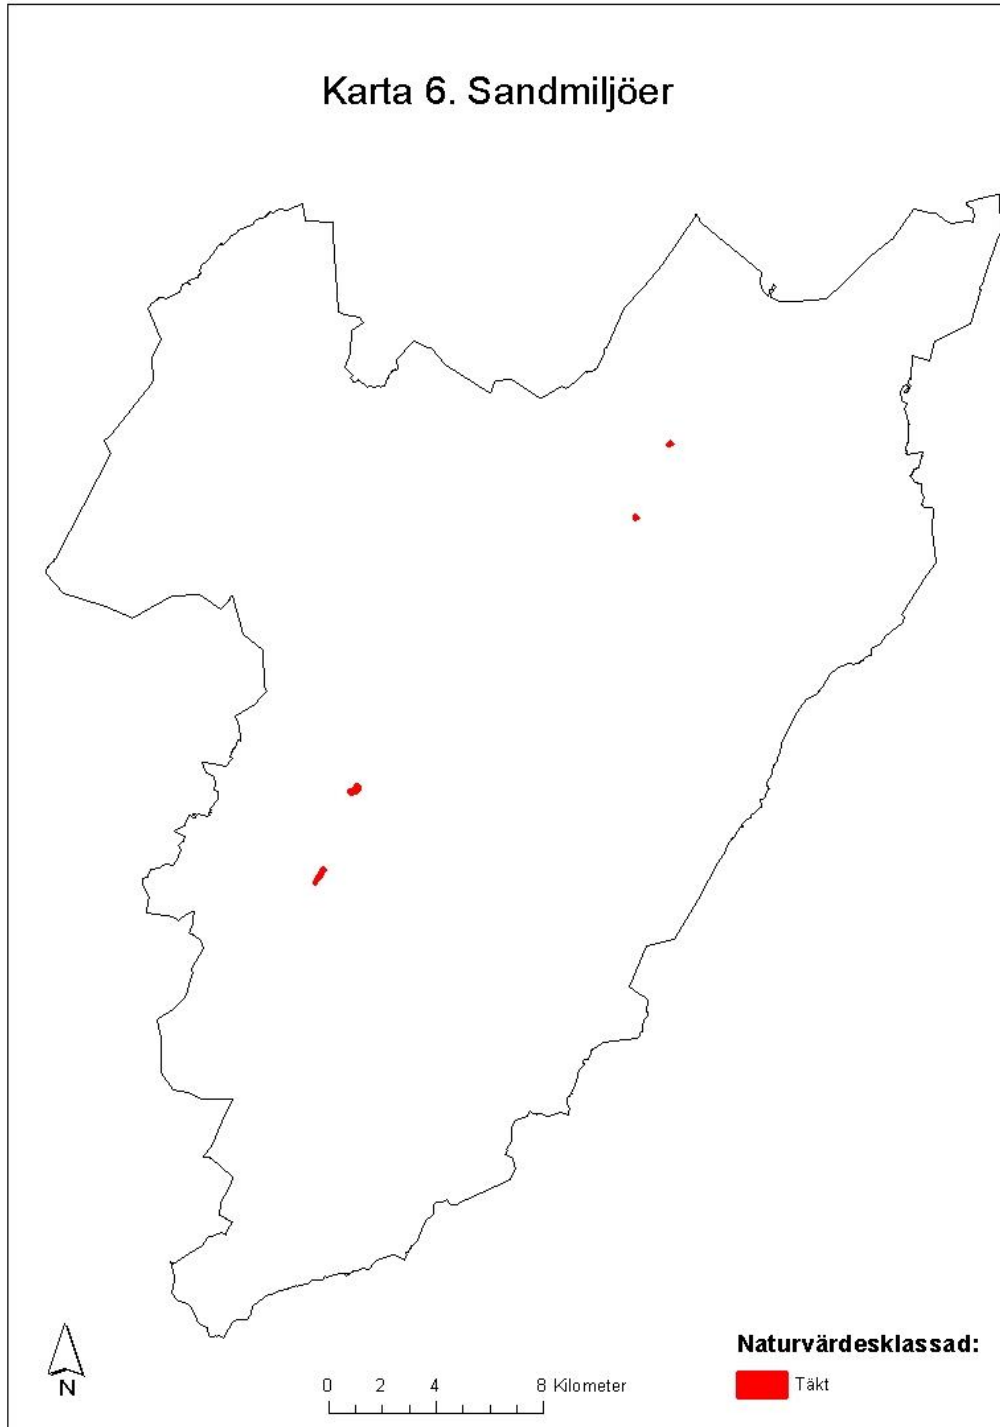 Karta 6. Sandmiljöer
Naturvärdesklassad:
Täkt
0 2 4 8 Kilometer
N